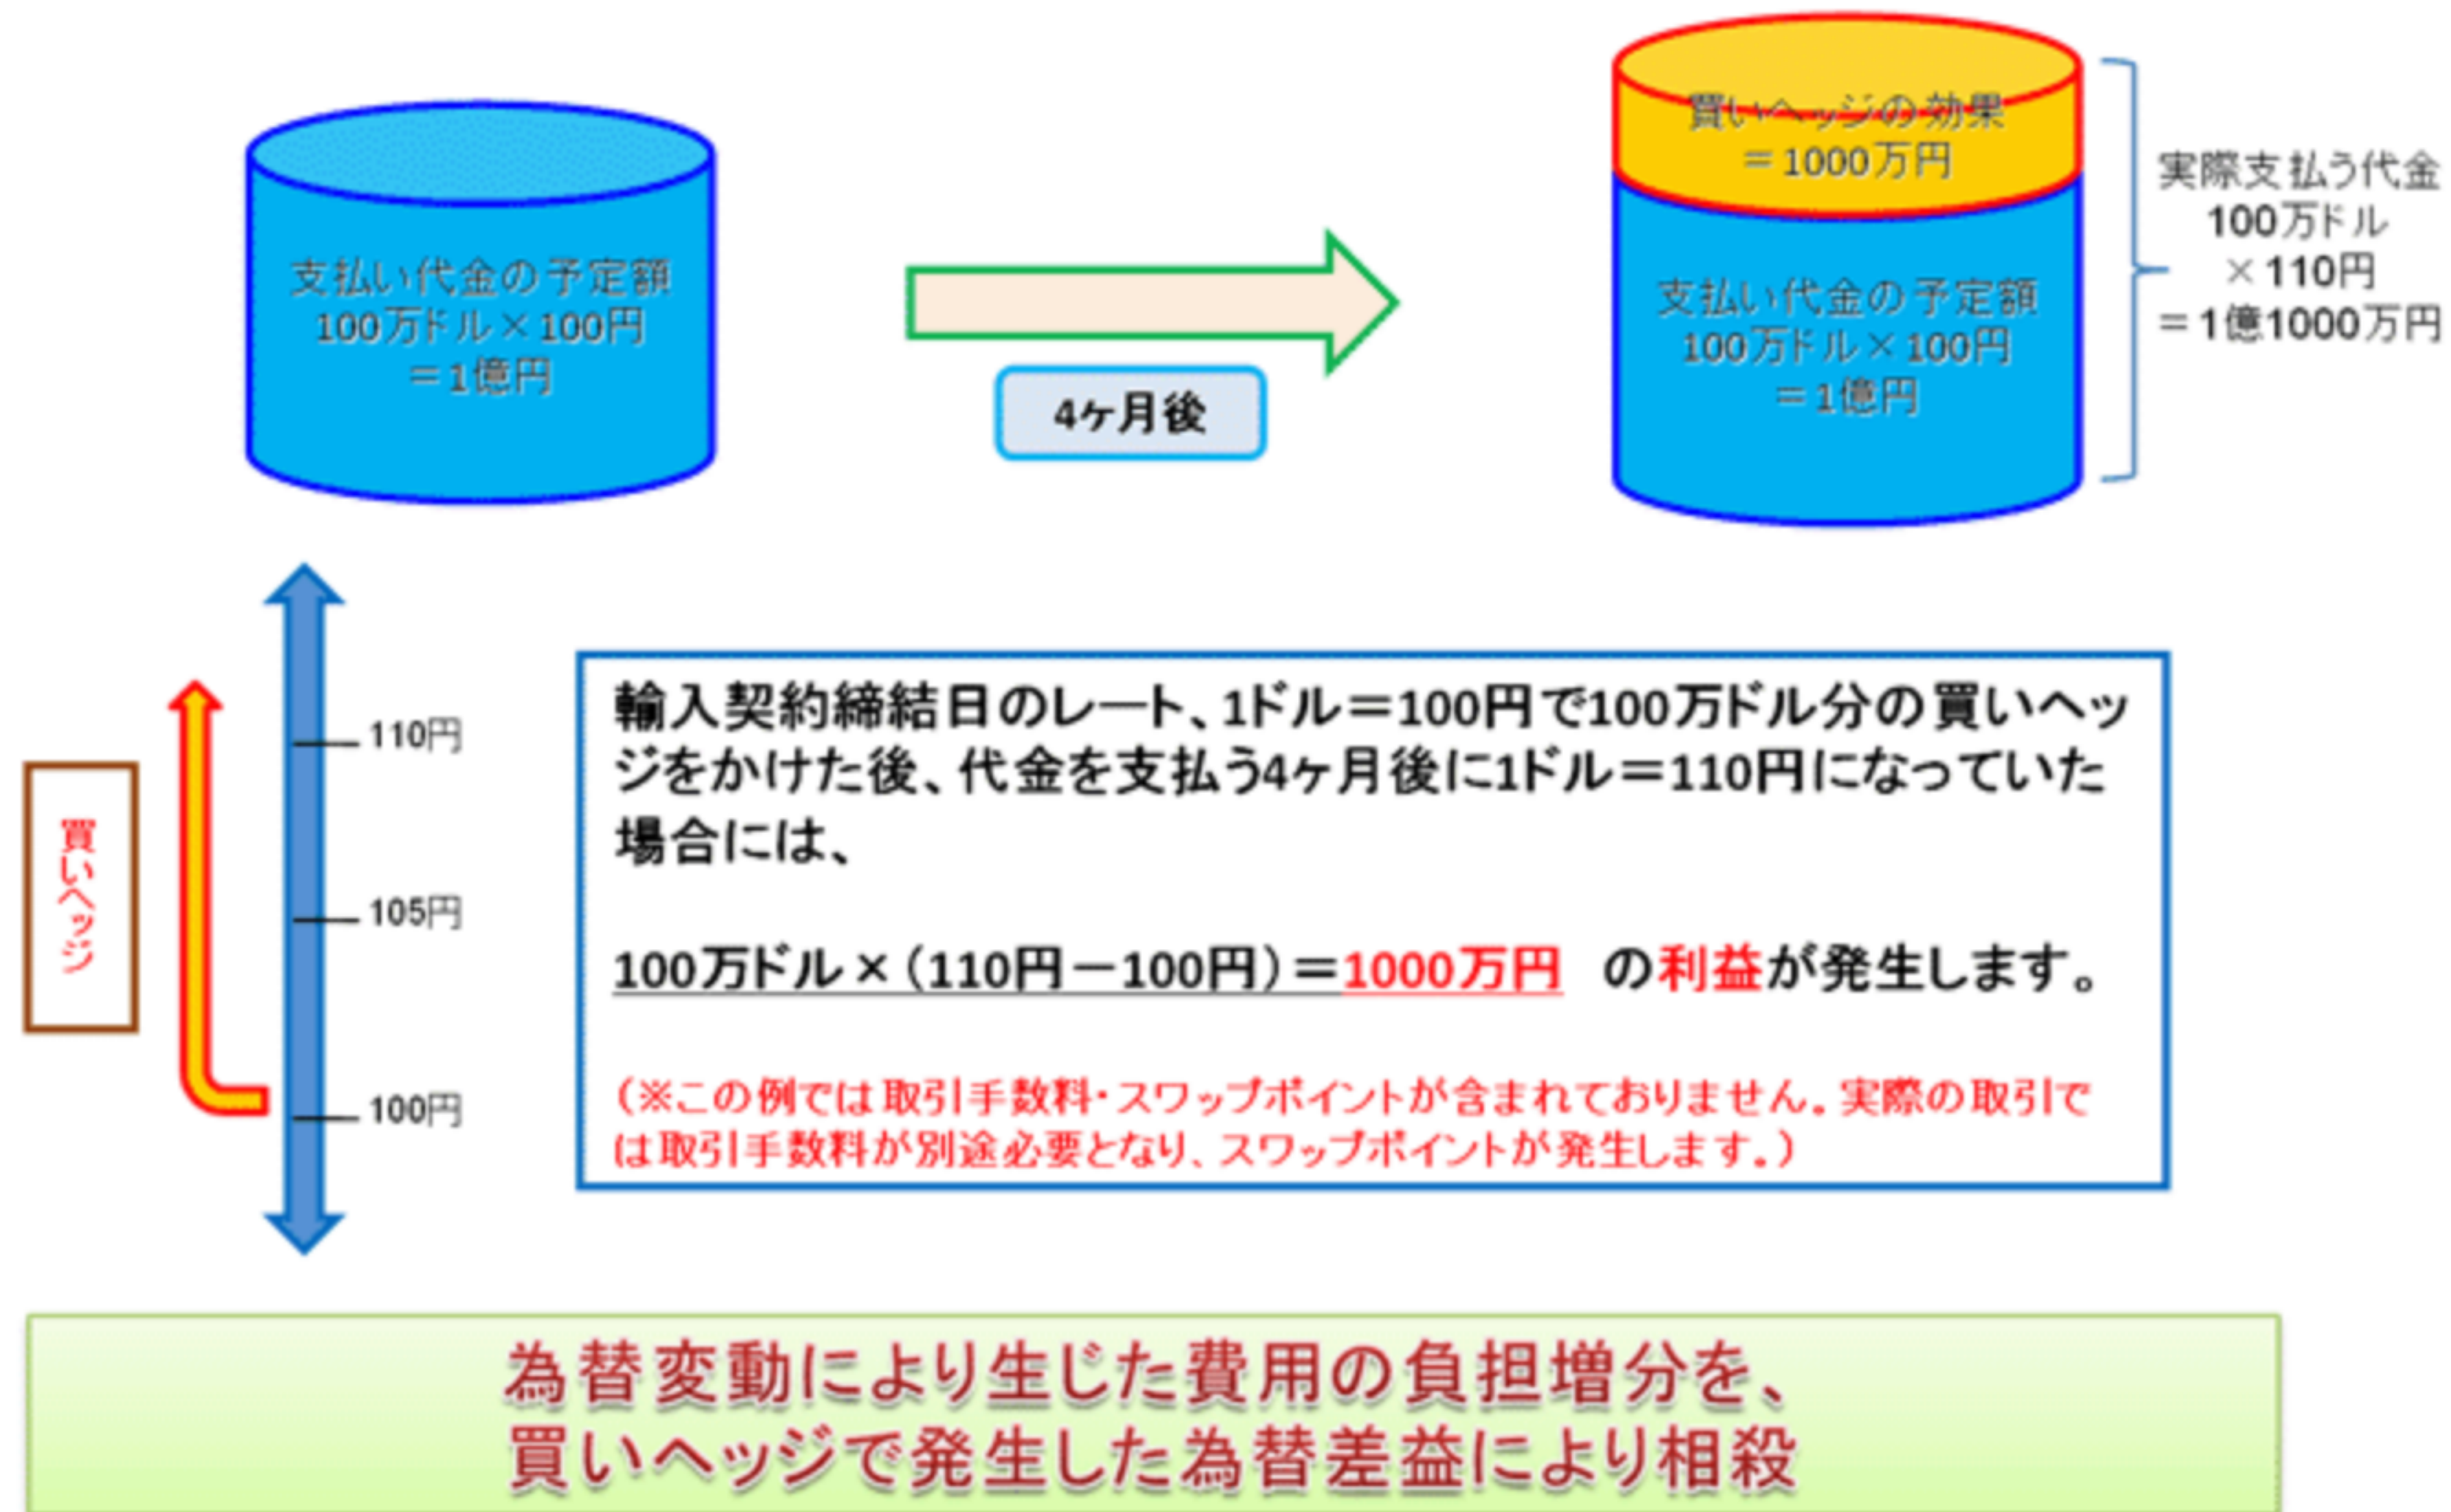 支払い代金の予定額
100万ドル×100円
＝1億円
4ヶ月後
買いヘッジの効果
＝1000万円
支払い代金の予定額
100万ドル×100円
＝1億円
実際支払う代金
100万ドル
×110円
＝1億1000万円
買いヘッジ
110円
105円
100円
輸入契約締結日のレート、1ドル＝100円で100万ドル分の買いヘッ
ジをかけた後、代金を支払う4ヶ月後に1ドル＝110円になっていた
場合には、
100万ドル×（110円－100円）＝1000万円　の利益が発生します。
（※この例では取引手数料・スワップポイントが含まれておりません。実際の取引で
は取引手数料が別途必要となり、スワップポイントが発生します。）
為替変動により生じた費用の負担増分を、
買いヘッジで発生した為替差益により相殺